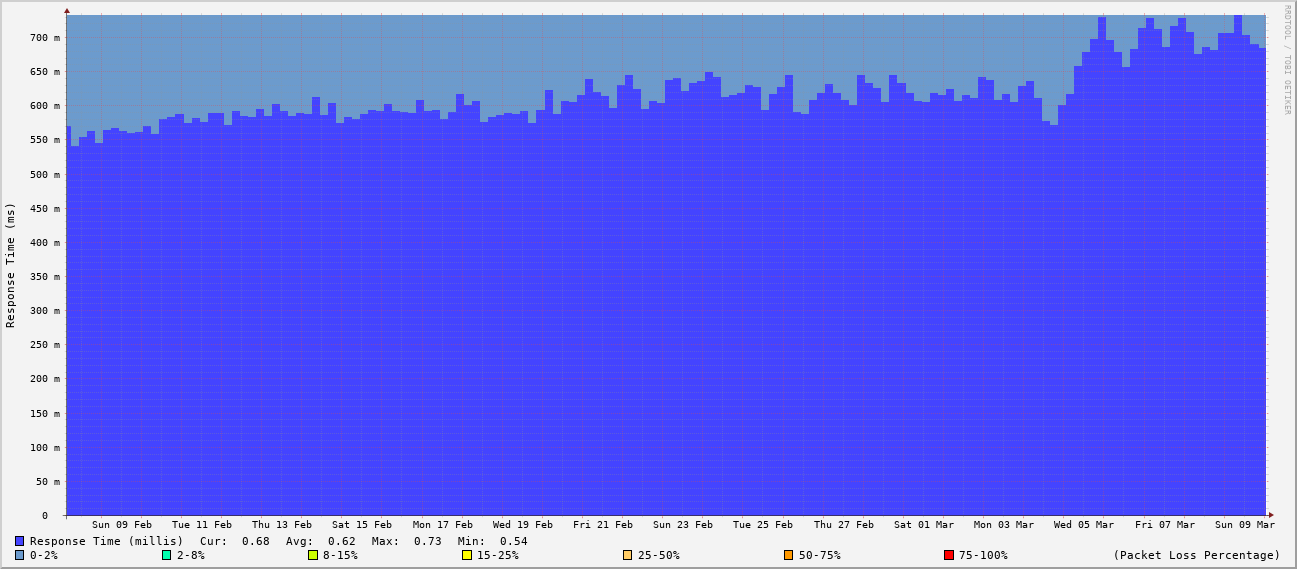 RRDTOOL / TOBI OETIKER
Response Time (ms)
700 m
650 m
600 m
550 m
500 m
450 m
400 m
350 m
300 m
250 m
200 m
150 m
100 m
50 m
0
Sun 09 Feb Tue 11 Feb Thu 13 Feb Sat 15 Feb Mon 17 Feb Wed 19 Feb Fri 21 Feb Sun 23 Feb Tue 25 Feb Thu 27 Feb Sat 01 Mar Mon 03 Mar Wed 05 Mar Fri 07 Mar Sun 09 Mar
Response Time (millis) Cur: 0.68 Avg: 0.62 Max: 0.73 Min: 0.54
0-2% 2-8% 8-15% 15-25% 25-50% 50-75% 75-100% (Packet Loss Percentage)